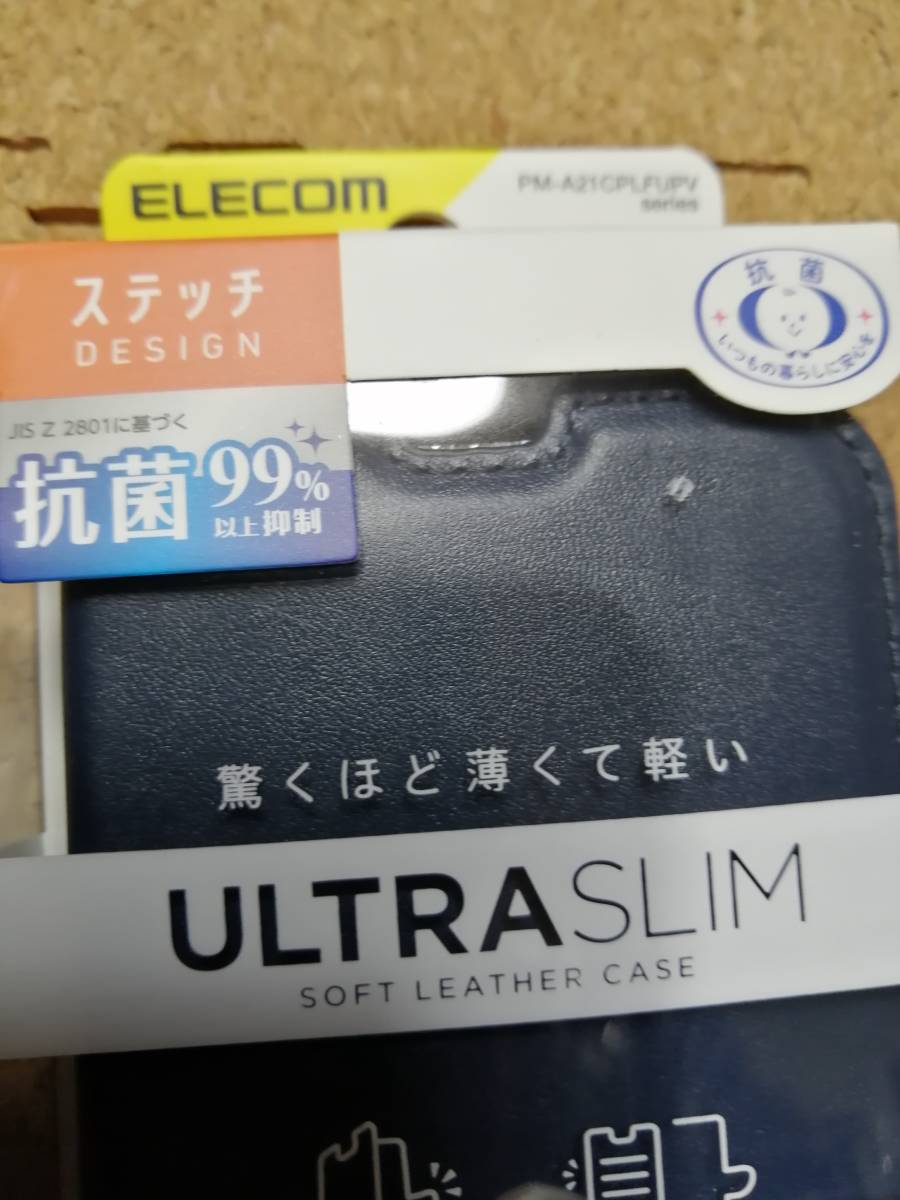 ELECOM
PM-A21CPLFUPV
series
ステッチ
DESIGN
JIS Z 2801に基づく
抗菌 99%
以上抑制
抗菌
いつもの暮らしに安心を
驚くほど薄くて軽い
ULTRASLIM
SOFT LEATHER CASE